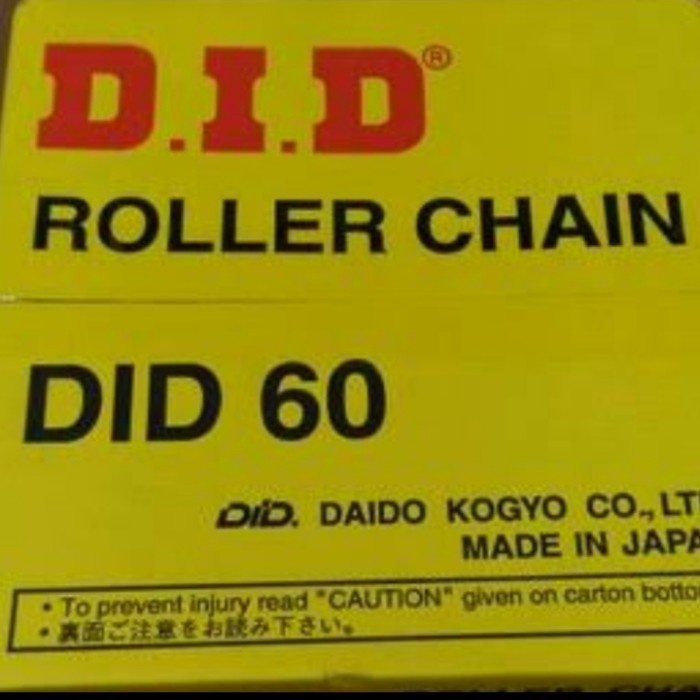 D.I.D®
ROLLER CHAIN
DID 60
DID. DAIDO KOGYO CO., LT
MADE IN JAPA
• To prevent injury read "CAUTION" given on carton botto
• 裏面ご注意をお読み下さい。